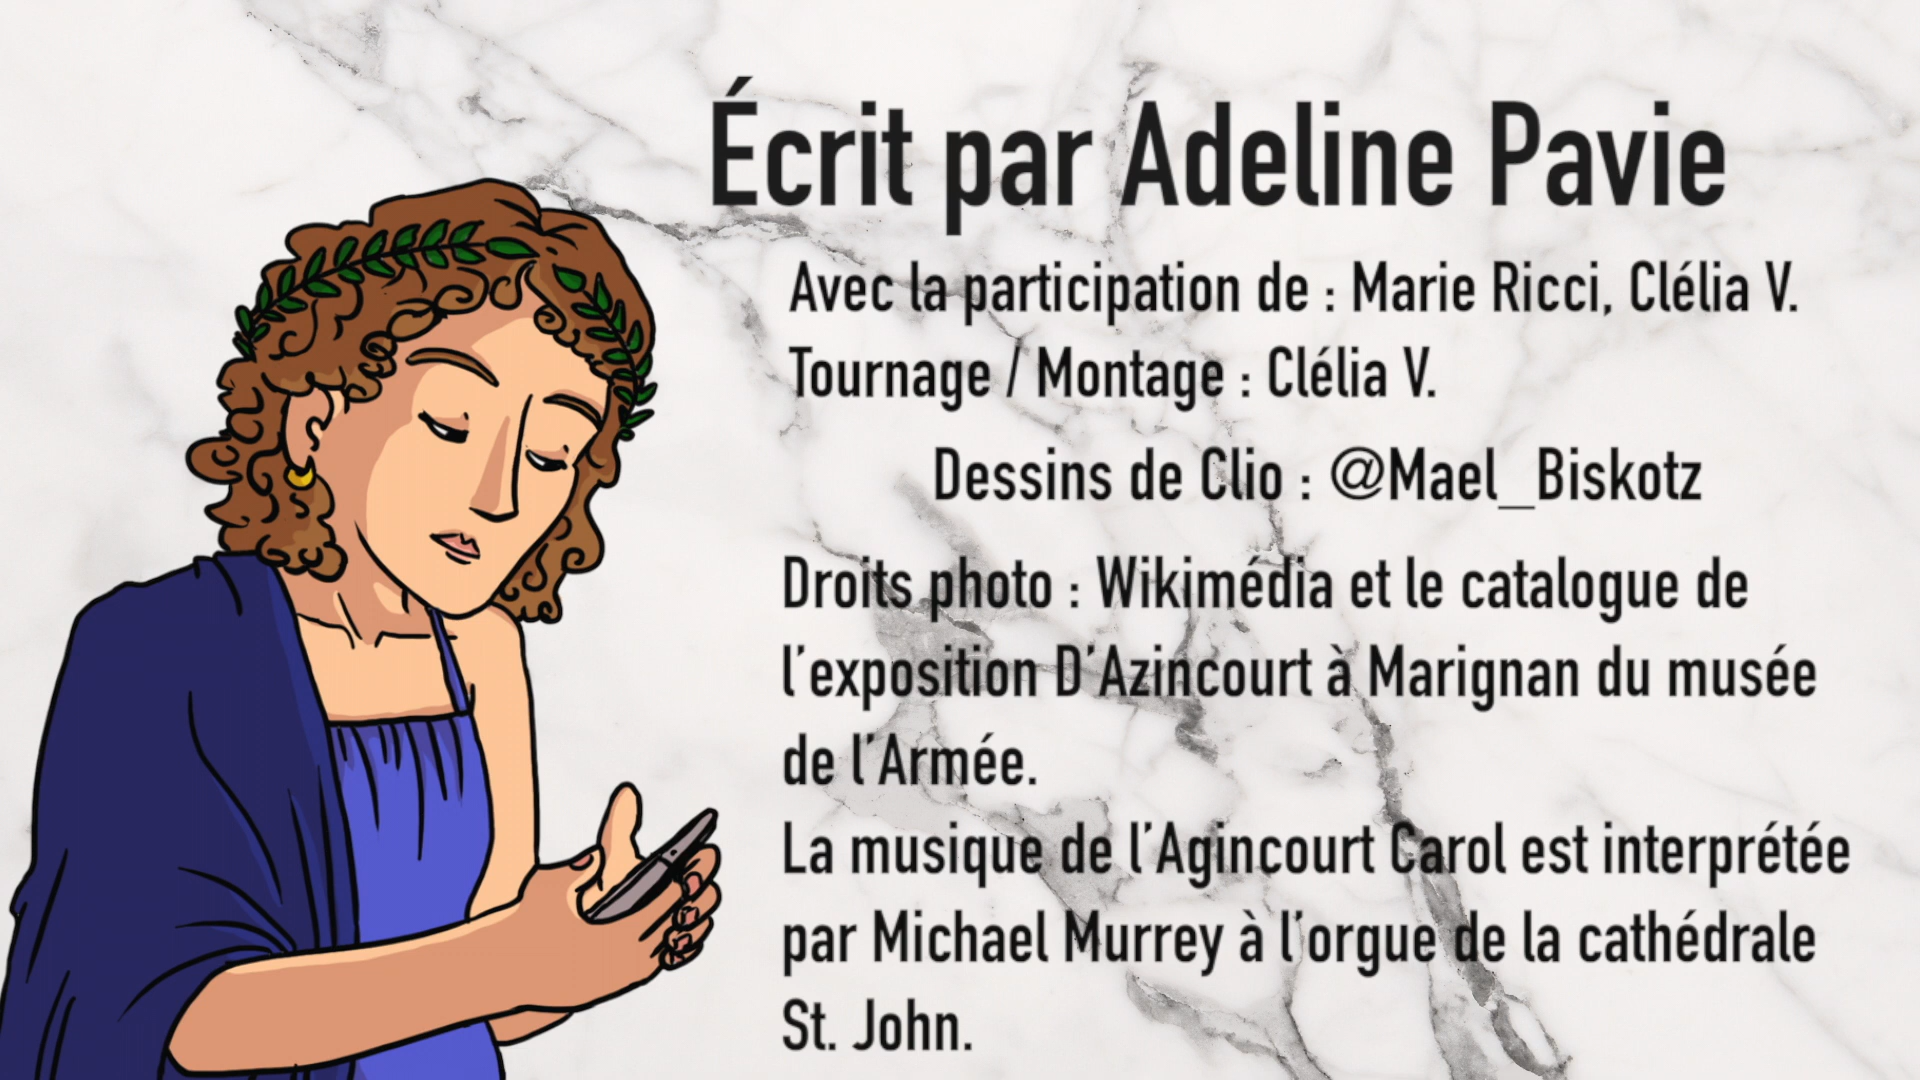 Écrit par Adeline Pavie
Avec la participation de : Marie Ricci, Clélia V.
Tournage / Montage : Clélia V.
Dessins de Clio : @Mael_Biskotz
Droits photo : Wikimédia et le catalogue de
l'exposition D'Azincourt à Marignan du musée
de l'Armée.
La musique de l'Agincourt Carol est interprétée
par Michael Murrey à l'orgue de la cathédrale
St. John.